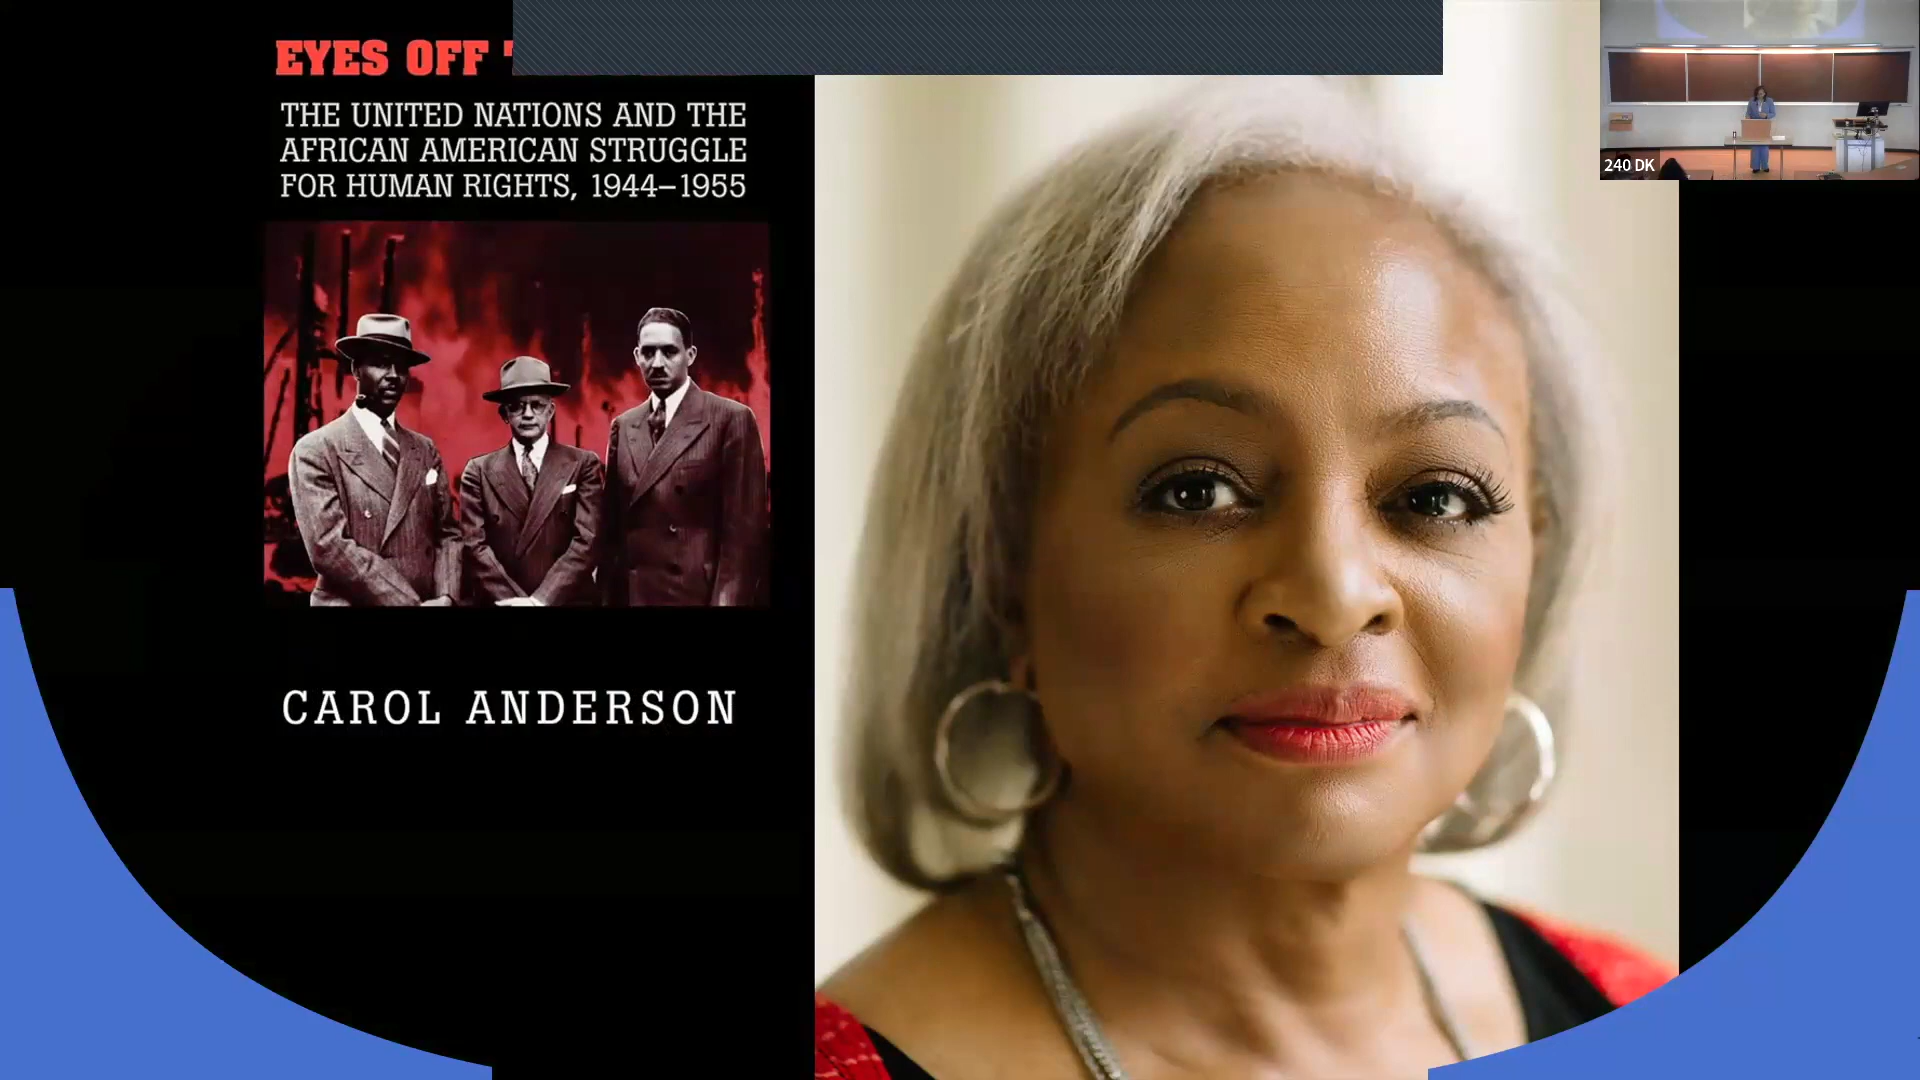 EYES OFF
THE UNITED NATIONS AND THE
AFRICAN AMERICAN STRUGGLE
FOR HUMAN RIGHTS, 1944–1955
CAROL ANDERSON
240 DK